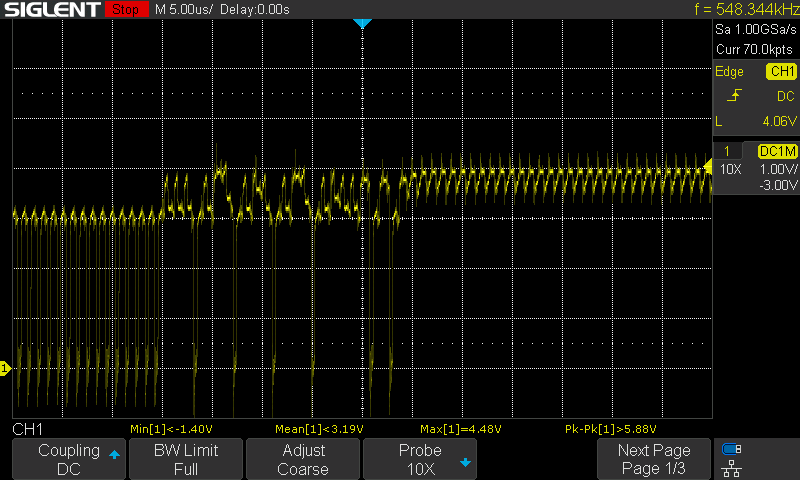 SIGLENT Stop M 5.00us/ Delay:0.00s f = 548.344kHz
Sa 1.00GSa/s
Curr 70.0kpts
Edge CH1
DC
L 4.06V
1 DC1M
10X 1.00V/
-3.00V
1
CH1 Min[1]<-1.40V Mean[1]<3.19V Max[1]=4.48V Pk-Pk[1]>5.88V
Coupling BW Limit Adjust Probe Next Page
DC Full Coarse 10X Page 1/3